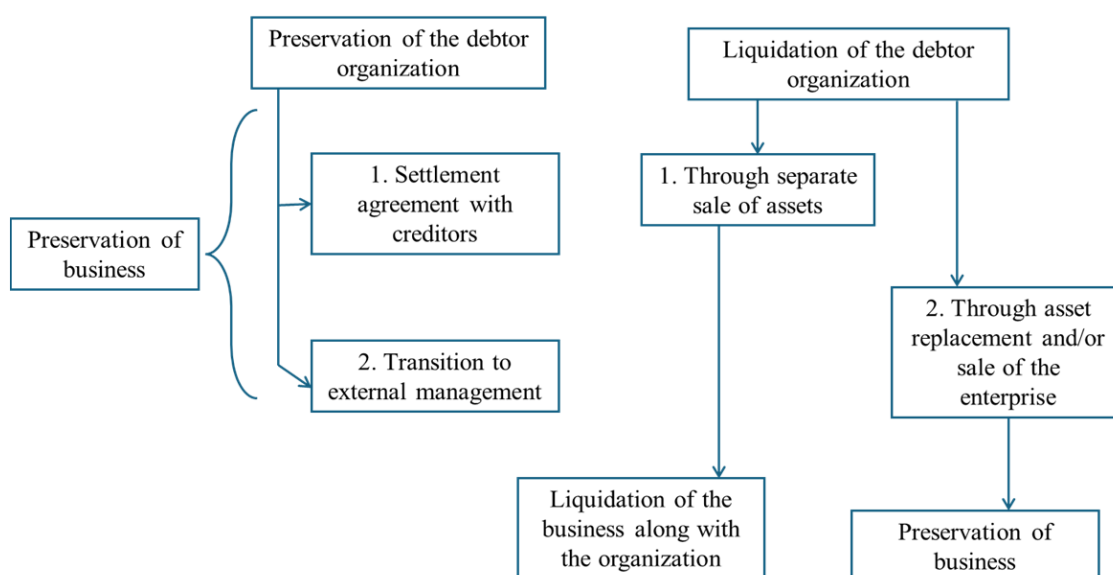 Preservation of the debtor
organization
Liquidation of the debtor
organization
1. Settlement
agreement with
creditors
1. Through separate
sale of assets
Preservation of
business
2. Transition to
external management
2. Through asset
replacement and/or
sale of the
enterprise
Liquidation of the
business along with
the organization
Preservation of
business